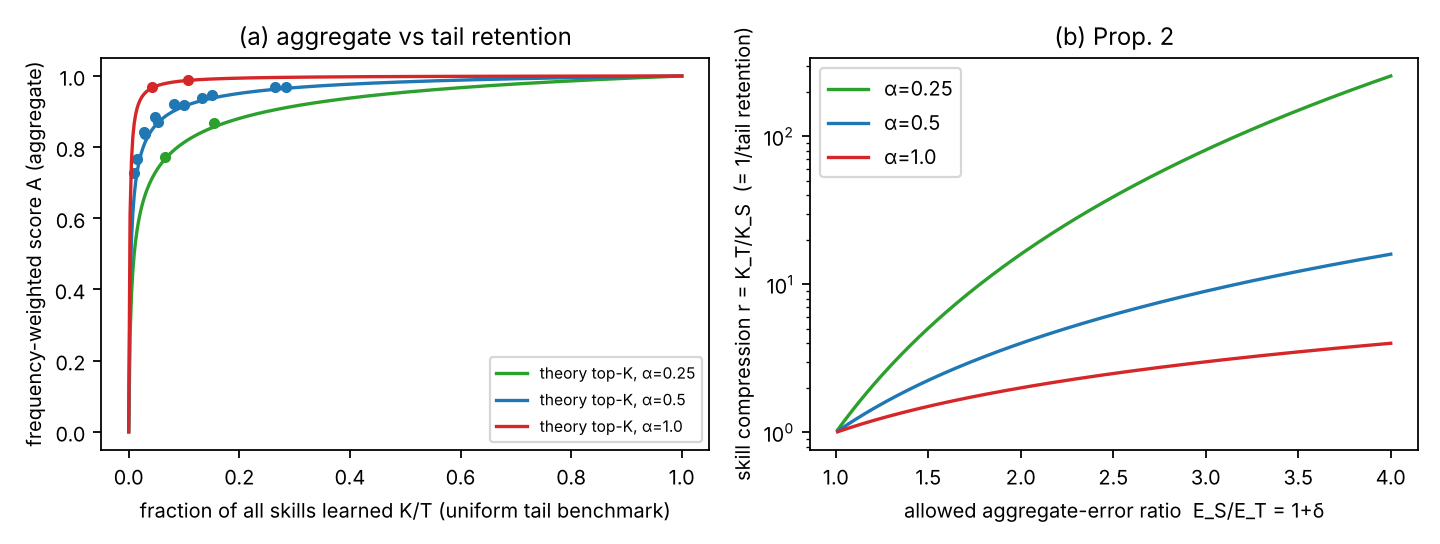 (a) aggregate vs tail retention
frequency-weighted score A (aggregate)
1.0
0.8
0.6
0.4
0.2
0.0
theory top-K, α=0.25
theory top-K, α=0.5
theory top-K, α=1.0
0.0 0.2 0.4 0.6 0.8 1.0
fraction of all skills learned K/T (uniform tail benchmark)
(b) Prop. 2
skill compression r = K_T/K_S (= 1/tail retention)
α=0.25
α=0.5
α=1.0
10²
10¹
10⁰
1.0 1.5 2.0 2.5 3.0 3.5 4.0
allowed aggregate-error ratio E_S/E_T = 1+δ